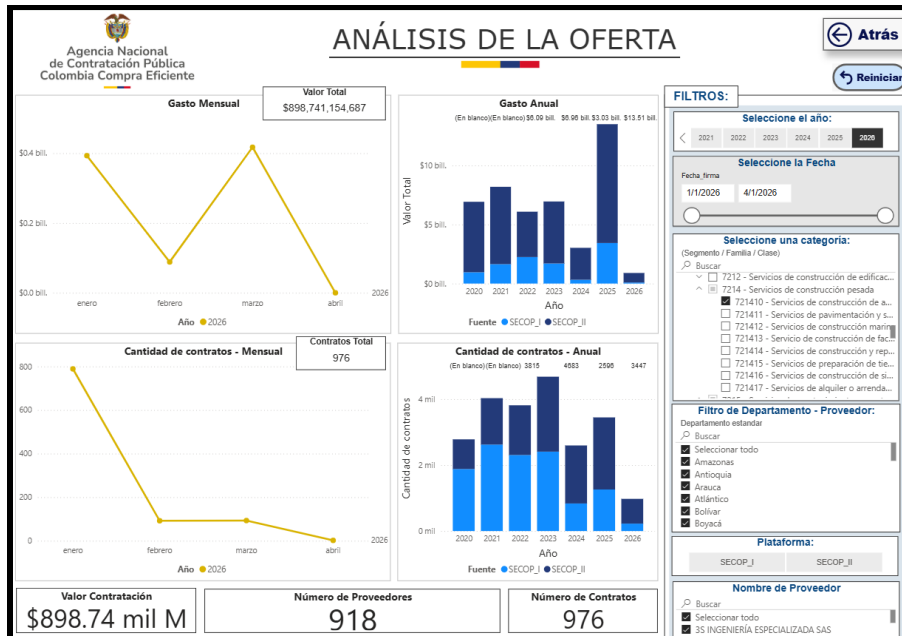 Agencia Nacional
de Contratación Pública
Colombia Compra Eficiente
ANÁLISIS DE LA OFERTA
Atrás
Reiniciar
Gasto Mensual
Valor Total
$898,741,154,687
$0.4 bill.
$0.2 bill.
$0.0 bill.
enero febrero marzo abril 2026
Año 2026
Gasto Anual
(En blanco)(En blanco) $6.09 bill. $6.96 bill. $3.03 bill. $13.51 bill.
Valor Total
$10 bill.
$5 bill.
$0 bill.
2020 2021 2022 2023 2024 2025 2026
Año
Fuente SECOP_I SECOP_II
Cantidad de contratos - Mensual
Contratos Total
976
800
600
400
200
0
enero febrero marzo abril 2026
Año 2026
Cantidad de contratos - Anual
(En blanco)(En blanco) 3815 4683 2596 3447
Cantidad de contratos
4 mil
2 mil
0 mil
2020 2021 2022 2023 2024 2025 2026
Año
Fuente SECOP_I SECOP_II
Valor Contratación
$898.74 mil M
Número de Proveedores
918
Número de Contratos
976
FILTROS:
Seleccione el año:
2021 2022 2023 2024 2025 2026
Seleccione la Fecha
Fecha_firma
1/1/2026 4/1/2026
Seleccione una categoría:
(Segmento / Familia / Clase)
Buscar
7212 - Servicios de construcción de edificac...
7214 - Servicios de construcción pesada
721410 - Servicios de construcción de a...
721411 - Servicios de pavimentación y s...
721412 - Servicios de construcción marin
721413 - Servicio de construcción de fac...
721414 - Servicios de construcción y rep...
721415 - Servicios de preparación de tie...
721416 - Servicios de construcción de si...
721417 - Servicios de alquiler o arrenda...
Filtro de Departamento - Proveedor:
Departamento estandar
Buscar
Seleccionar todo
Amazonas
Antioquia
Arauca
Atlántico
Bolívar
Boyacá
Plataforma:
SECOP_I SECOP_II
Nombre de Proveedor
Buscar
Seleccionar todo
3S INGENIERÍA ESPECIALIZADA SAS